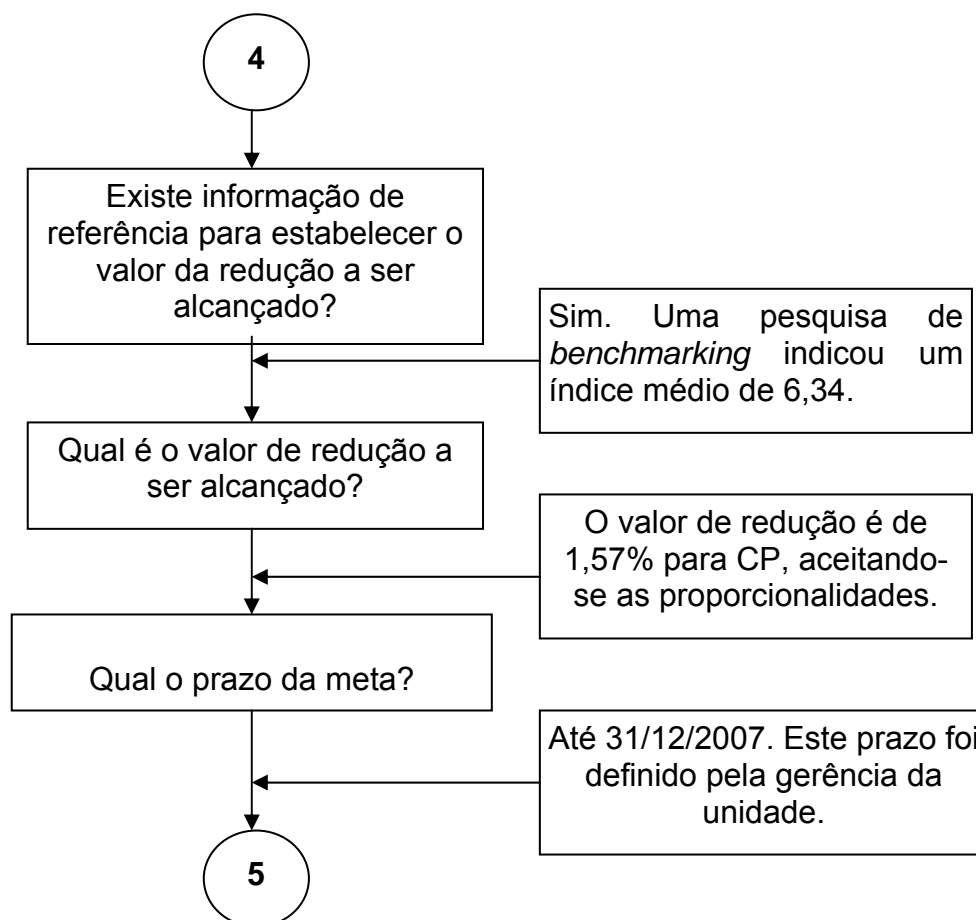 4
Existe informação de
referência para estabelecer o
valor da redução a ser
alcançado?
Sim. Uma pesquisa de
benchmarking indicou um
índice médio de 6,34.
Qual é o valor de redução a
ser alcançado?
O valor de redução é de
1,57% para CP, aceitando-
se as proporcionalidades.
Qual o prazo da meta?
Até 31/12/2007. Este prazo foi
definido pela gerência da
unidade.
5